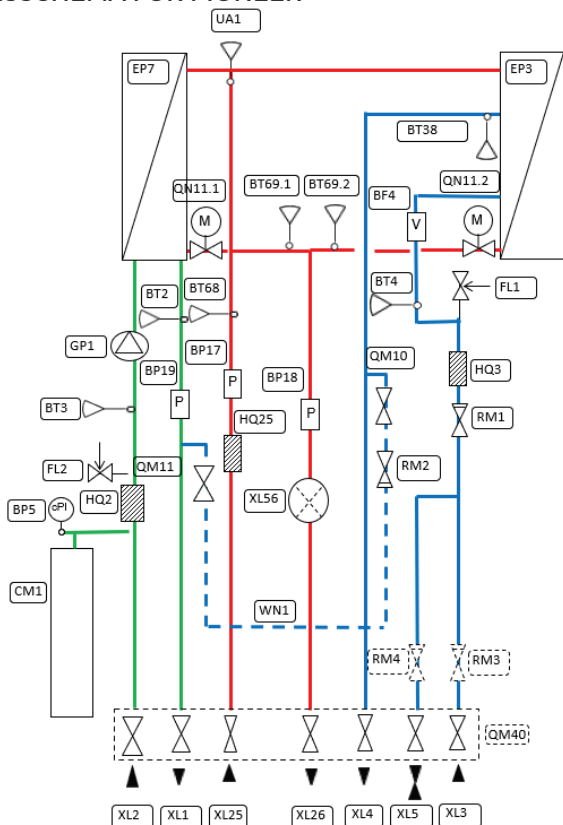 UA1
EP7
EP3
BT38
QN11.1
BT69.1
BT69.2
BF4
QN11.2
M
V
M
BT2
BT68
BT4
FL1
GP1
BP19
BP17
BP18
QM10
HQ3
P
P
P
BT3
HQ25
RM1
FL2
QM11
RM2
HQ2
XL56
BP5
CM1
WN1
RM4
RM3
QM40
XL2
XL1
XL25
XL26
XL4
XL5
XL3